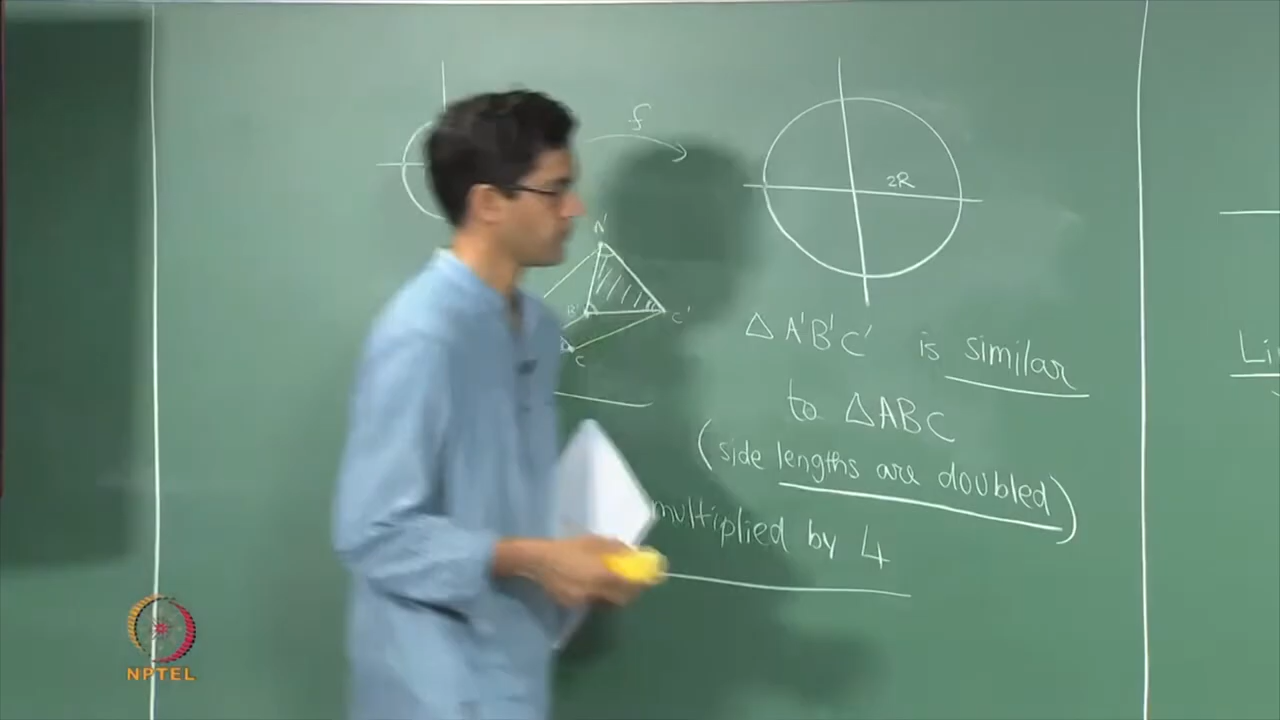 f
2R
A'
B'
C'
C
△A'B'C' is similar
to △ABC
(side lengths are doubled)
multiplied by 4
NPTEL